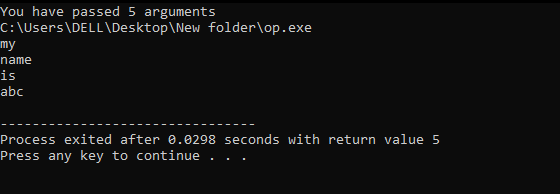 You have passed 5 arguments
C:\Users\DELL\Desktop\New folder\op.exe
my
name
is
abc
--------------------------------
Process exited after 0.0298 seconds with return value 5
Press any key to continue . . .